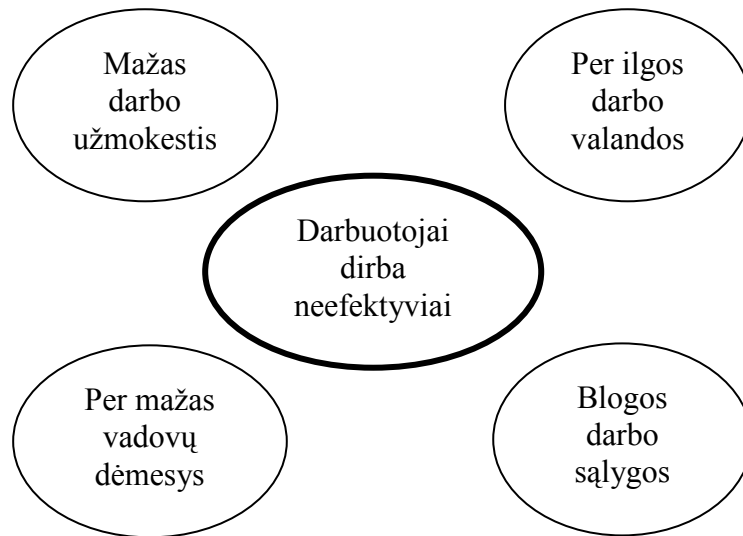 Mažas
darbo
užmokestis
Per ilgos
darbo
valandos
Darbuotojai
dirba
neefektyviai
Per mažas
vadovų
dėmesys
Blogos
darbo
sąlygos